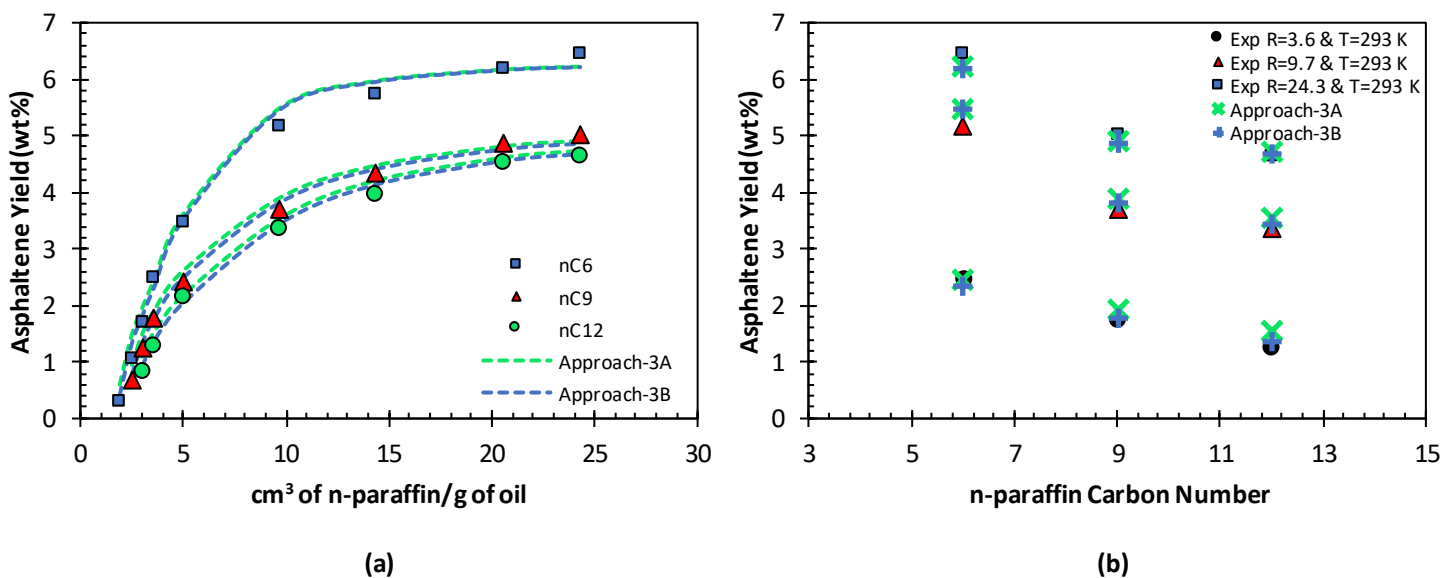 7
6
5
4
3
2
1
0
Asphaltene Yield (wt%)
nC6
nC9
nC12
Approach-3A
Approach-3B
0 5 10 15 20 25 30
cm³ of n-paraffin/g of oil
(a)
7
6
5
4
3
2
1
0
Asphaltene Yield (wt%)
Exp R=3.6 & T=293 K
Exp R=9.7 & T=293 K
Exp R=24.3 & T=293 K
Approach-3A
Approach-3B
3 5 7 9 11 13 15
n-paraffin Carbon Number
(b)